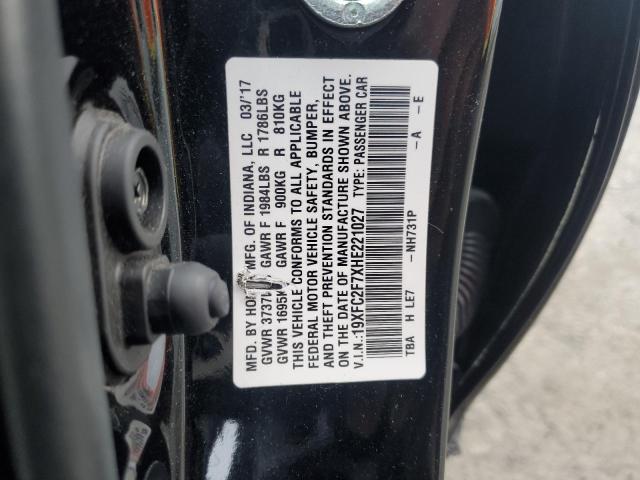 MFD. BY HON MFG. OF INDIANA, LLC 03/'17
GVWR 3737 GAWR F 1984LBS R 1786LBS
GVWR 1695 GAWR F 900KG R 810KG
THIS VEHICLE CONFORMS TO ALL APPLICABLE
FEDERAL MOTOR VEHICLE SAFETY, BUMPER,
AND THEFT PREVENTION STANDARDS IN EFFECT
ON THE DATE OF MANUFACTURE SHOWN ABOVE.
V.I.N.:19XFC2F7XHE221027 TYPE: PASSENGER CAR
TBA H LE7 -NH731P -A -E